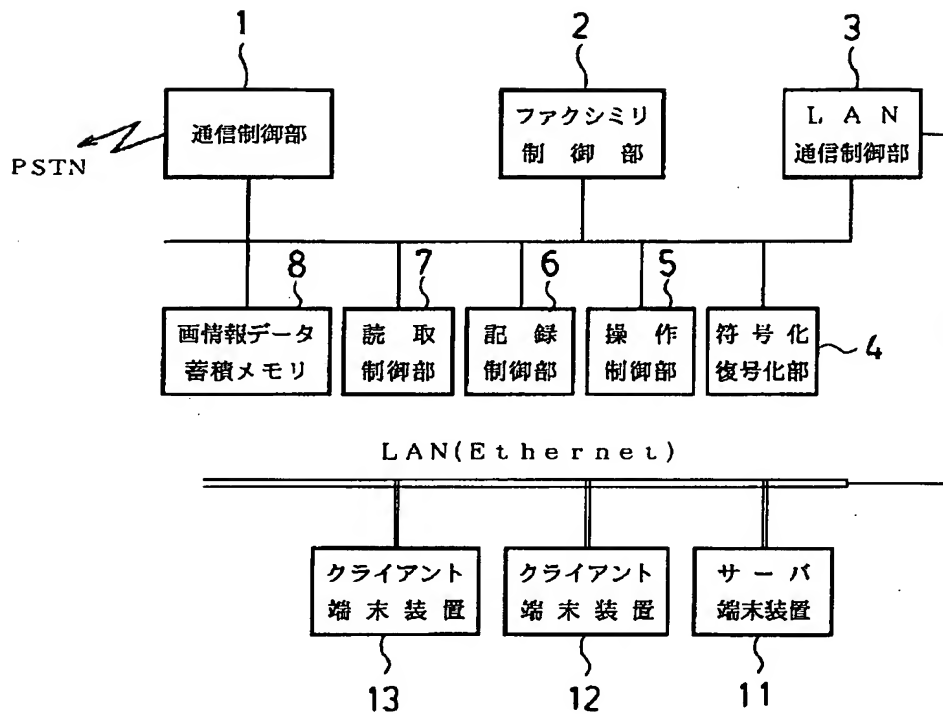 1
2
3
通信制御部
ファクシミリ
制御部
LAN
通信制御部
PSTN
8
7
6
5
画情報データ
蓄積メモリ
読取
制御部
記録
制御部
操作
制御部
符号化
復号化部
4
LAN(Ethernet)
クライアント
端末装置
クライアント
端末装置
サーバ
端末装置
13
12
11